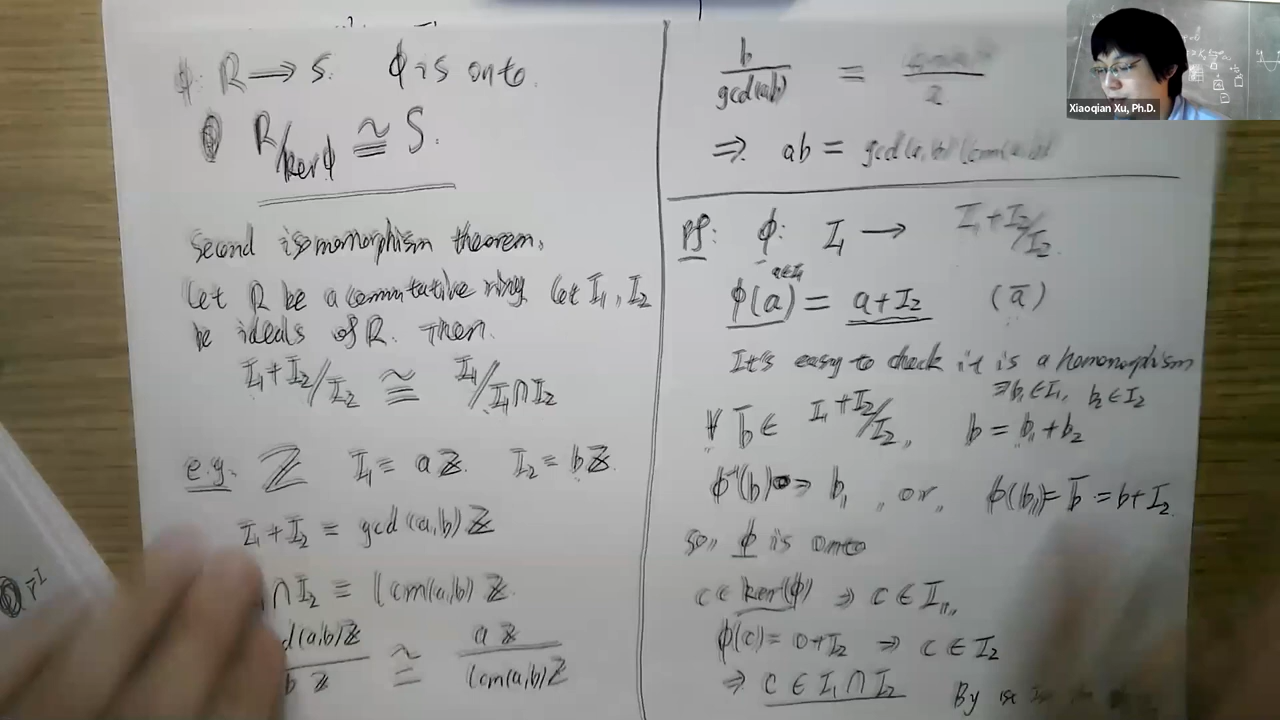 ϕ: R → S. ϕ is onto.
R/kerϕ ≅ S.
Second isomomorphism theorem.
Let R be a commutative ring Let I₁, I₂
be ideals of R. Then.
I₁+I₂/I₂ ≅ I₁/I₁∩I₂
e.g. ℤ I₁ = aℤ. I₂ = bℤ.
I₁+I₂ = gcd(a,b)ℤ
∩I₂ = lcm(a,b)ℤ.
d(a,b)ℤ/bℤ ≅ aℤ/lcm(a,b)ℤ
b/gcd(a,b) = /a
⇒ ab = gcd(a,b) lcm(a,b)
pf: ϕ: I₁ → I₁+I₂/I₂
a∈I₁
ϕ(a) = a+I₂ (ā)
It's easy to check it is a homomorphism
∃b₁∈I₁, b₂∈I₂
∀ b̄ ∈ I₁+I₂/I₂, b = b₁+b₂
ϕ⁻¹(b) ⇒ b₁, or, ϕ(b₁)= b̄ = b+I₂.
so, ϕ is onto
c∈ ker(ϕ) ⇒ c ∈ I₁,
ϕ(c) = 0+I₂ ⇒ c ∈ I₂
⇒ c ∈ I₁∩I₂ By
r⁻¹
Xiaoqian Xu, Ph.D.